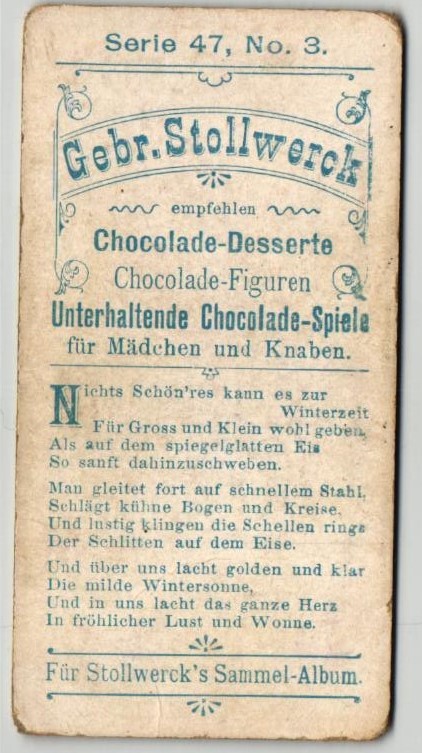 Serie 47, No. 3.
Gebr. Stollwerck
empfehlen
Chocolade-Desserte
Chocolade-Figuren
Unterhaltende Chocolade-Spiele
für Mädchen und Knaben.
Nichts Schön'res kann es zur
Winterzeit
Für Gross und Klein wohl geben,
Als auf dem spiegelglatten Eis
So sanft dahinzuschweben.
Man gleitet fort auf schnellem Stahl,
Schlägt kühne Bogen und Kreise,
Und lustig klingen die Schellen rings
Der Schlitten auf dem Eise.
Und über uns lacht golden und klar
Die milde Wintersonne,
Und in uns lacht das ganze Herz
In fröhlicher Lust und Wonne.
Für Stollwerck's Sammel-Album.